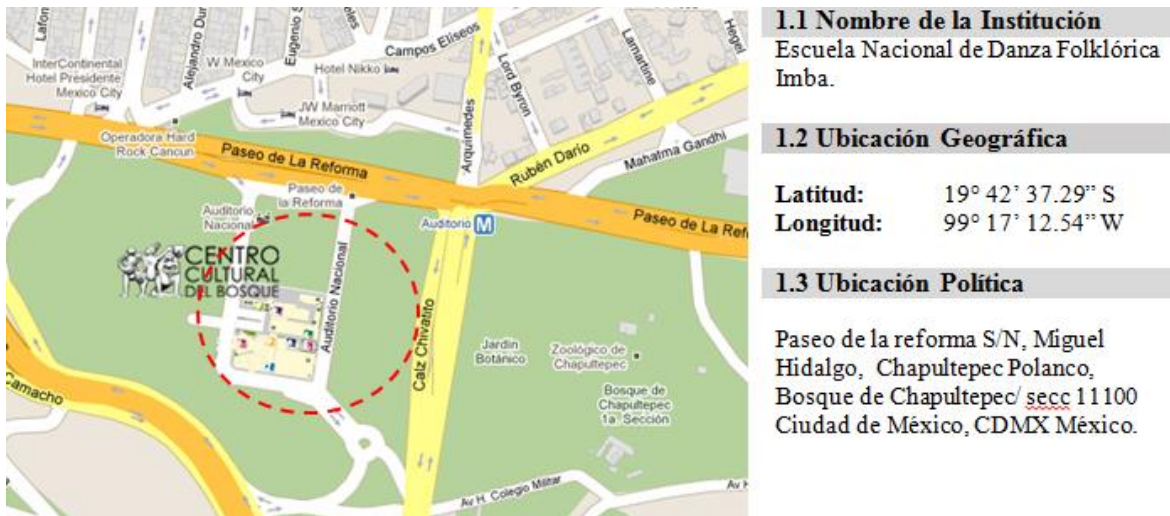 Lafon
Alejandro Dur
Eugenio S
les
Campos Elíseos
InterContinental
Hotel Presidente
Mexico City
W Mexico
City
Hotel Nikko
Lord Byron
Lamartine
Hegel
JW Marriott
Mexico City
Operadora Hard
Rock-Cancun
Paseo de La Reforma
Arquimedes
Rubén Darío
Mahatma Gandhi
Paseo de
la Reforma
Auditorio
Nacional
Auditorio M
Paseo de La Ref
CENTRO
CULTURAL
DEL BOSQUE
Auditorio Nacional
Calz Chivatito
Jardin
Botánico
Zoológico de
Chapultepec
Bosque de
Chapultepec
1a. Sección
Camacho
Av H. Colegio Militar
Av H
1.1 Nombre de la Institución
Escuela Nacional de Danza Folklórica
Imba.
1.2 Ubicación Geográfica
Latitud: 19° 42’ 37.29” S
Longitud: 99° 17’ 12.54” W
1.3 Ubicación Política
Paseo de la reforma S/N, Miguel
Hidalgo, Chapultepec Polanco,
Bosque de Chapultepec/ secc 11100
Ciudad de México, CDMX México.